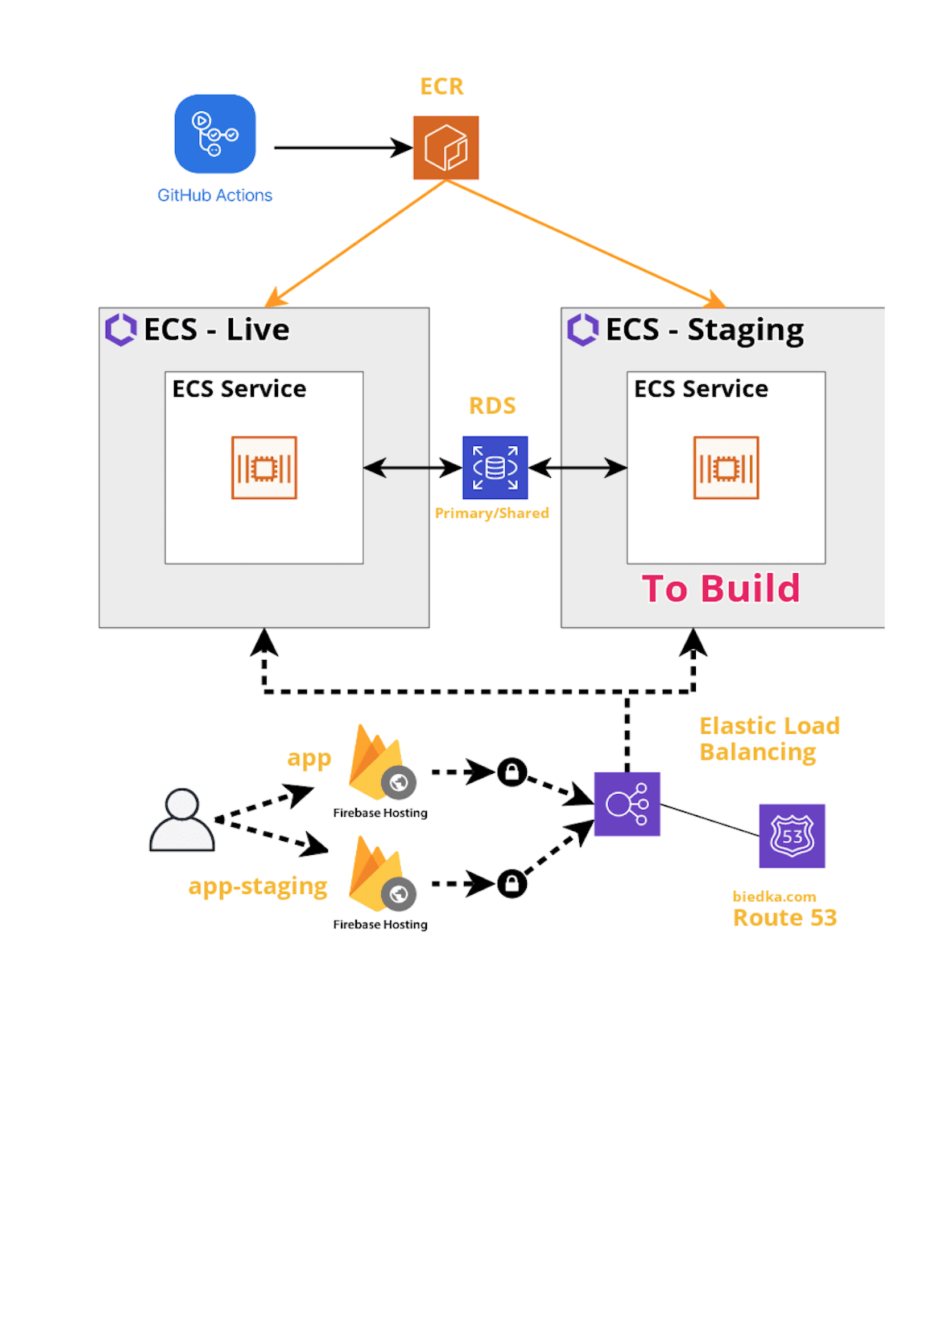 ECR
GitHub Actions
ECS - Live
ECS Service
RDS
Primary/Shared
ECS - Staging
ECS Service
To Build
Elastic Load
Balancing
app
Firebase Hosting
app-staging
Firebase Hosting
53
biedka.com
Route 53